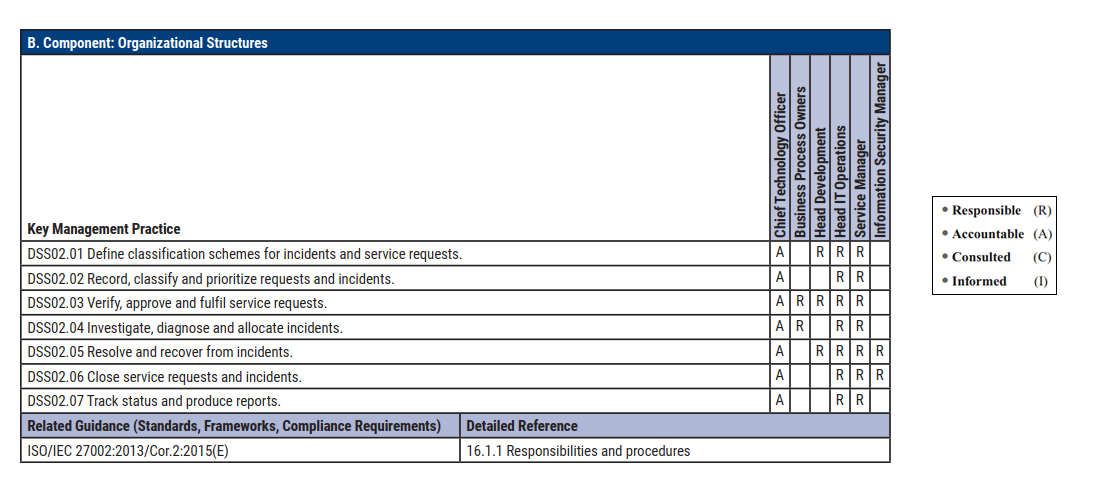 B. Component: Organizational Structures
Key Management Practice
Chief Technology Officer
Business Process Owners
Head Development
Head IT Operations
Service Manager
Information Security Manager
DSS02.01 Define classification schemes for incidents and service requests. A R R R
DSS02.02 Record, classify and prioritize requests and incidents. A R R
DSS02.03 Verify, approve and fulfil service requests. A R R R R
DSS02.04 Investigate, diagnose and allocate incidents. A R R R
DSS02.05 Resolve and recover from incidents. A R R R R
DSS02.06 Close service requests and incidents. A R R R
DSS02.07 Track status and produce reports. A R R
Related Guidance (Standards, Frameworks, Compliance Requirements) Detailed Reference
ISO/IEC 27002:2013/Cor.2:2015(E) 16.1.1 Responsibilities and procedures
• Responsible (R)
• Accountable (A)
• Consulted (C)
• Informed (I)